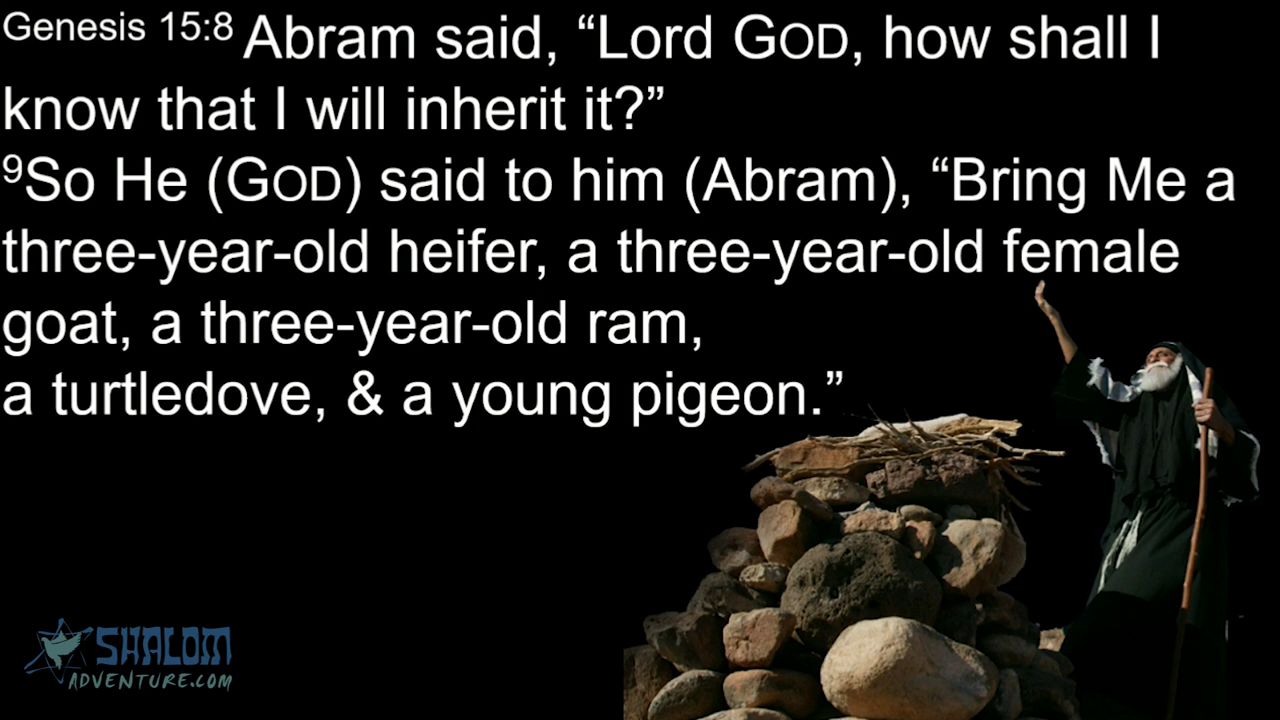 Genesis 15:8 Abram said, “Lord GOD, how shall I
know that I will inherit it?”
9So He (GOD) said to him (Abram), “Bring Me a
three-year-old heifer, a three-year-old female
goat, a three-year-old ram,
a turtledove, & a young pigeon.”
SHALOM
ADVENTURE.COM